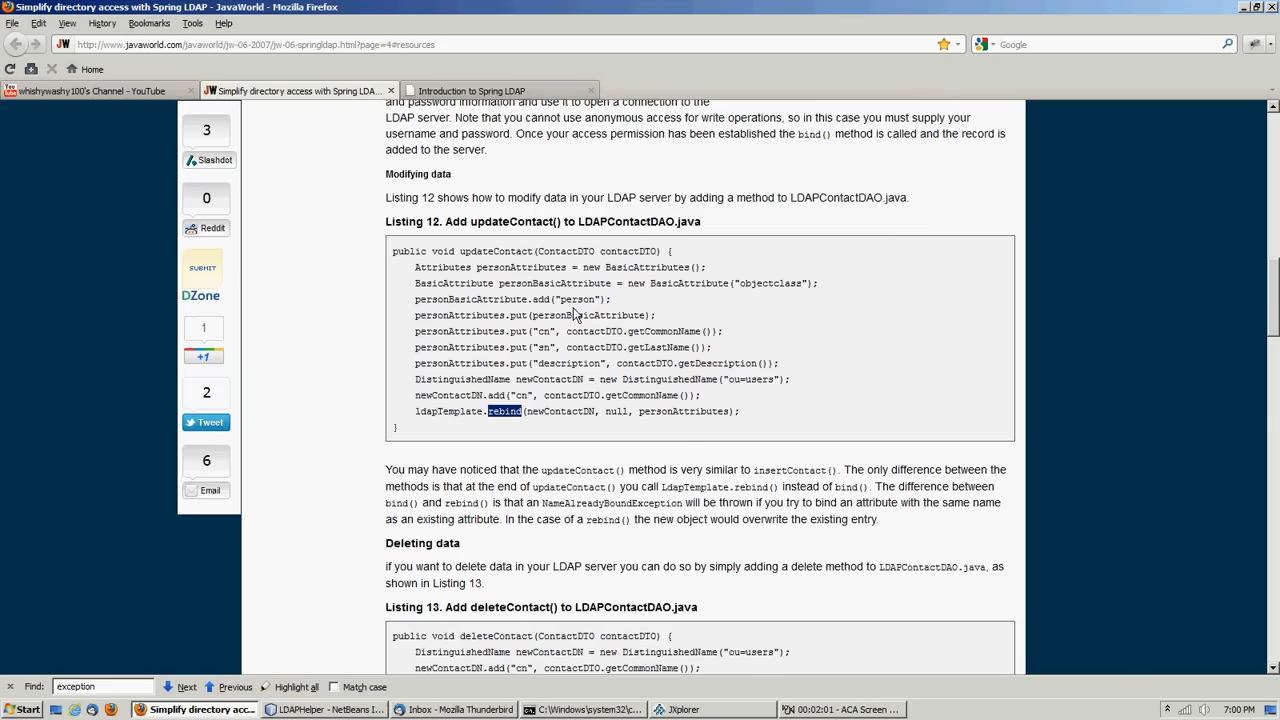 Simplify directory access with Spring LDAP - JavaWorld - Mozilla Firefox
File Edit View History Bookmarks Tools Help
http://www.javaworld.com/javaworld/jw-06-2007/jw-06-springldap.html?page=4#resources
Google
Home
whishywashy100's Channel - YouTube
Simplify directory access with Spring LDA...
Introduction to Spring LDAP
and password information and use it to open a connection to the
LDAP server. Note that you cannot use anonymous access for write operations, so in this case you must supply your
username and password. Once your access permission has been established the bind() method is called and the record is
added to the server.
Modifying data
Listing 12 shows how to modify data in your LDAP server by adding a method to LDAPContactDAO.java.
Listing 12. Add updateContact() to LDAPContactDAO.java
public void updateContact(ContactDTO contactDTO) {
Attributes personAttributes = new BasicAttributes();
BasicAttribute personBasicAttribute = new BasicAttribute("objectclass");
personBasicAttribute.add("person");
personAttributes.put(personBasicAttribute);
personAttributes.put("cn", contactDTO.getCommonName());
personAttributes.put("sn", contactDTO.getLastName());
personAttributes.put("description", contactDTO.getDescription());
DistinguishedName newContactDN = new DistinguishedName("ou=users");
newContactDN.add("cn", contactDTO.getCommonName());
ldapTemplate.rebind(newContactDN, null, personAttributes);
}
You may have noticed that the updateContact() method is very similar to insertContact(). The only difference between the
methods is that at the end of updateContact() you call LdapTemplate.rebind() instead of bind(). The difference between
bind() and rebind() is that an NameAlreadyBoundException will be thrown if you try to bind an attribute with the same name
as an existing attribute. In the case of a rebind() the new object would overwrite the existing entry.
Deleting data
if you want to delete data in your LDAP server you can do so by simply adding a delete method to LDAPContactDAO.java, as
shown in Listing 13.
Listing 13. Add deleteContact() to LDAPContactDAO.java
public void deleteContact(ContactDTO contactDTO) {
DistinguishedName newContactDN = new DistinguishedName("ou=users");
newContactDN.add("cn", contactDTO.getCommonName());
3
Slashdot
0
Reddit
SUBMIT
DZone
1
+1
2
Tweet
6
Email
Find: exception Next Previous Highlight all Match case
Start Simplify directory acc... LDAPHelper - NetBeans I... Inbox - Mozilla Thunderbird C:\Windows\system32\c... JXplorer 00:02:01 - ACA Screen ... 7:00 PM